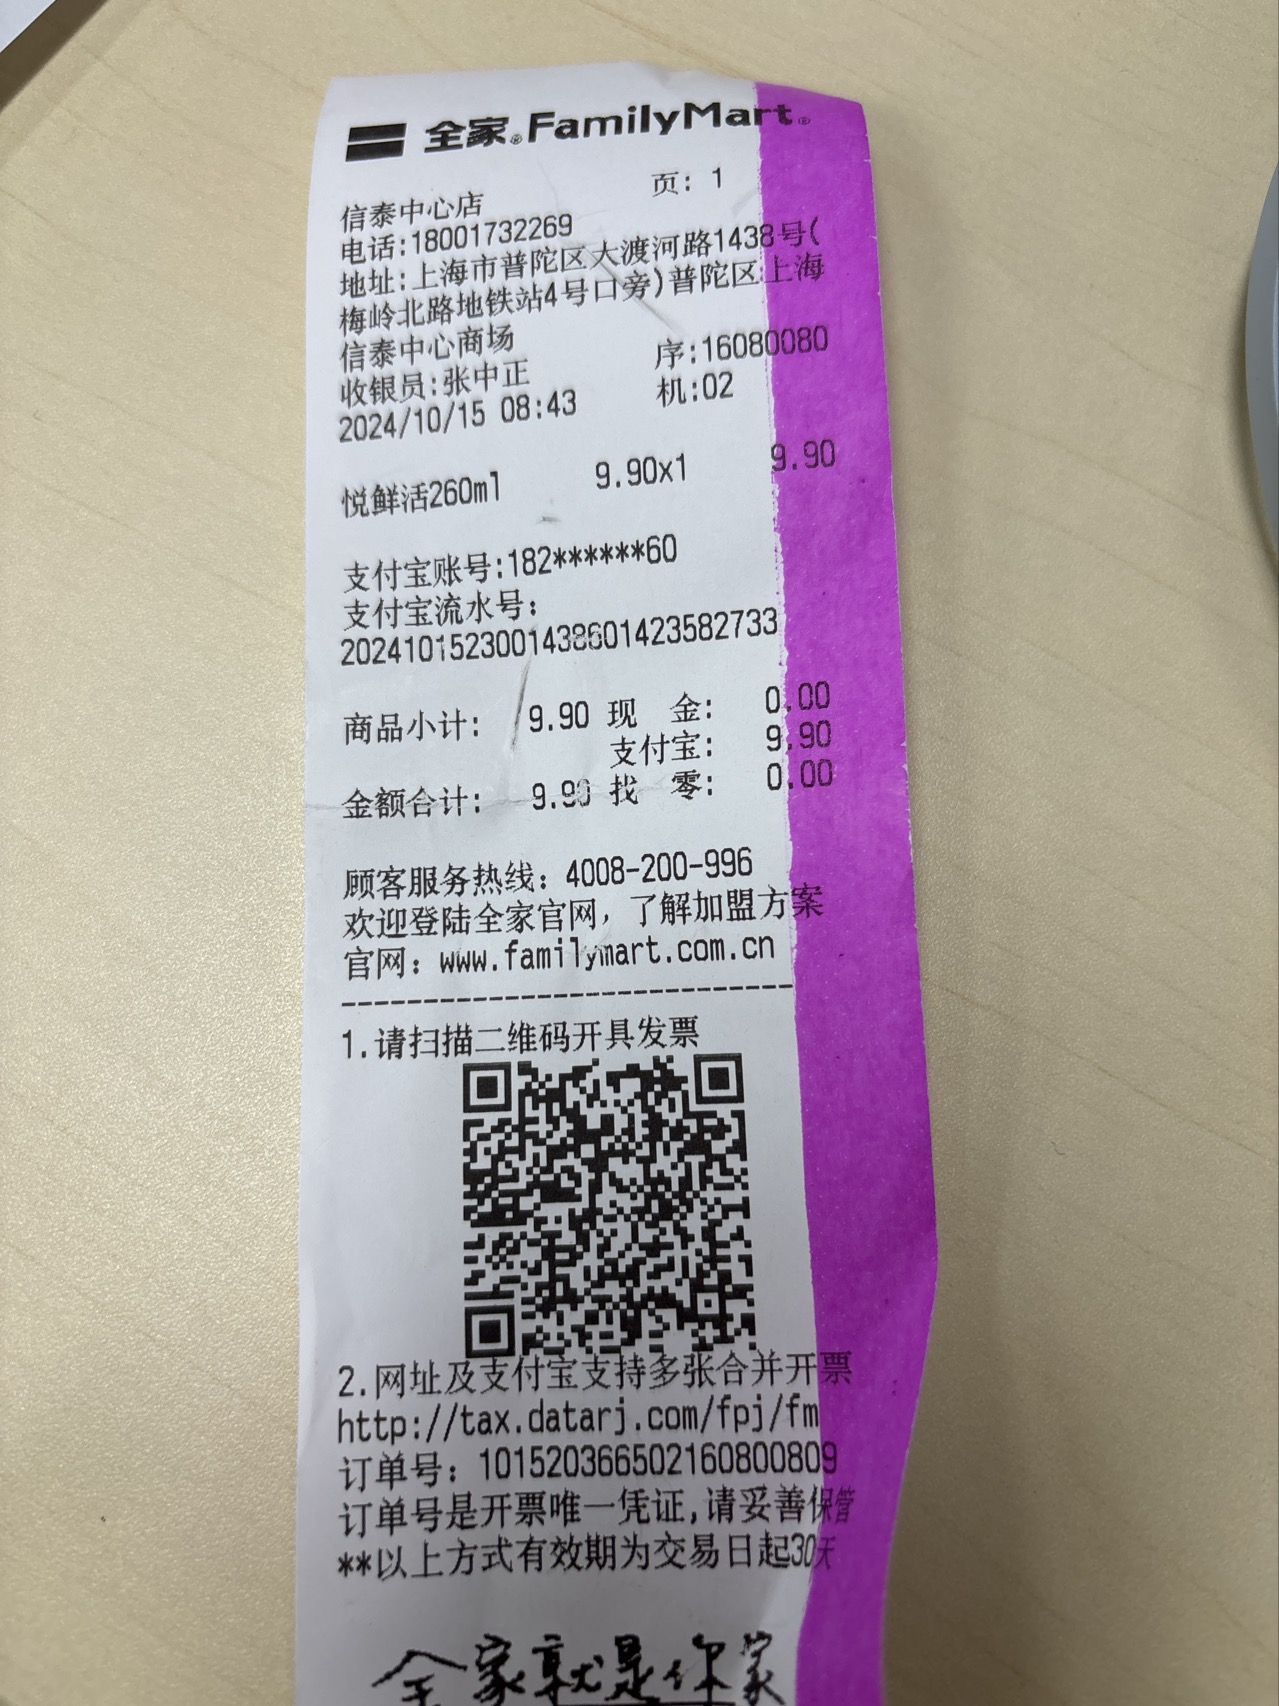 全家® FamilyMart®
页: 1
信泰中心店
电话:18001732269
地址:上海市普陀区大渡河路1438号(
梅岭北路地铁站4号口旁)普陀区上海
信泰中心商场 序:16080080
收银员:张中正 机:02
2024/10/15 08:43
悦鲜活260ml 9.90x1 9.90
支付宝账号:182******60
支付宝流水号:
2024101523001438601423582733
商品小计: 9.90 现 金: 0.00
支付宝: 9.90
金额合计: 9.90 找 零: 0.00
顾客服务热线: 4008-200-996
欢迎登陆全家官网, 了解加盟方案
官网: www.familymart.com.cn
----------------------------
1.请扫描二维码开具发票
2.网址及支付宝支持多张合并开票
http://tax.datarj.com/fpj/fm
订单号: 101520366502160800809
订单号是开票唯一凭证,请妥善保管
**以上方式有效期为交易日起30天
全家就是你家